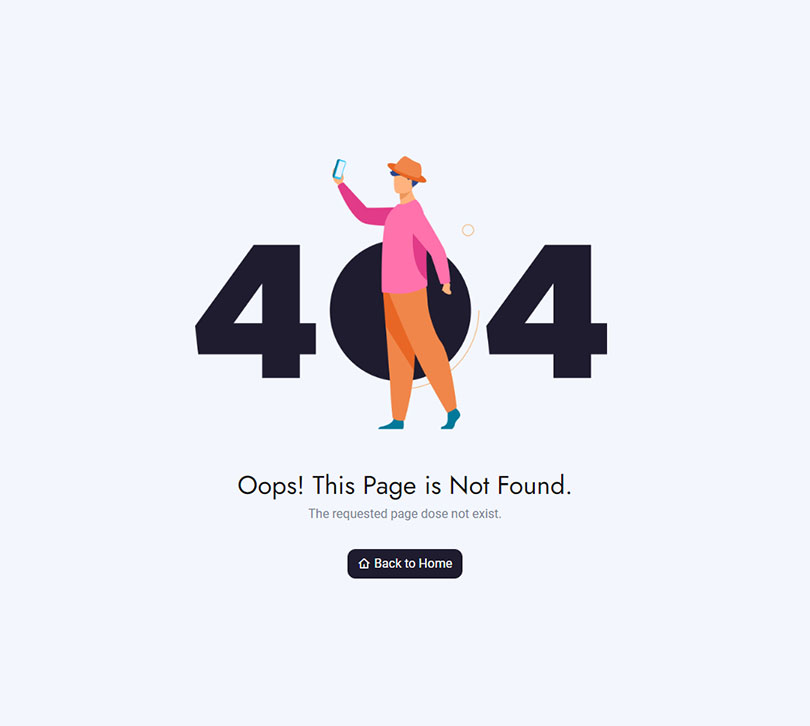 404
Oops! This Page is Not Found.
The requested page dose not exist.
Back to Home